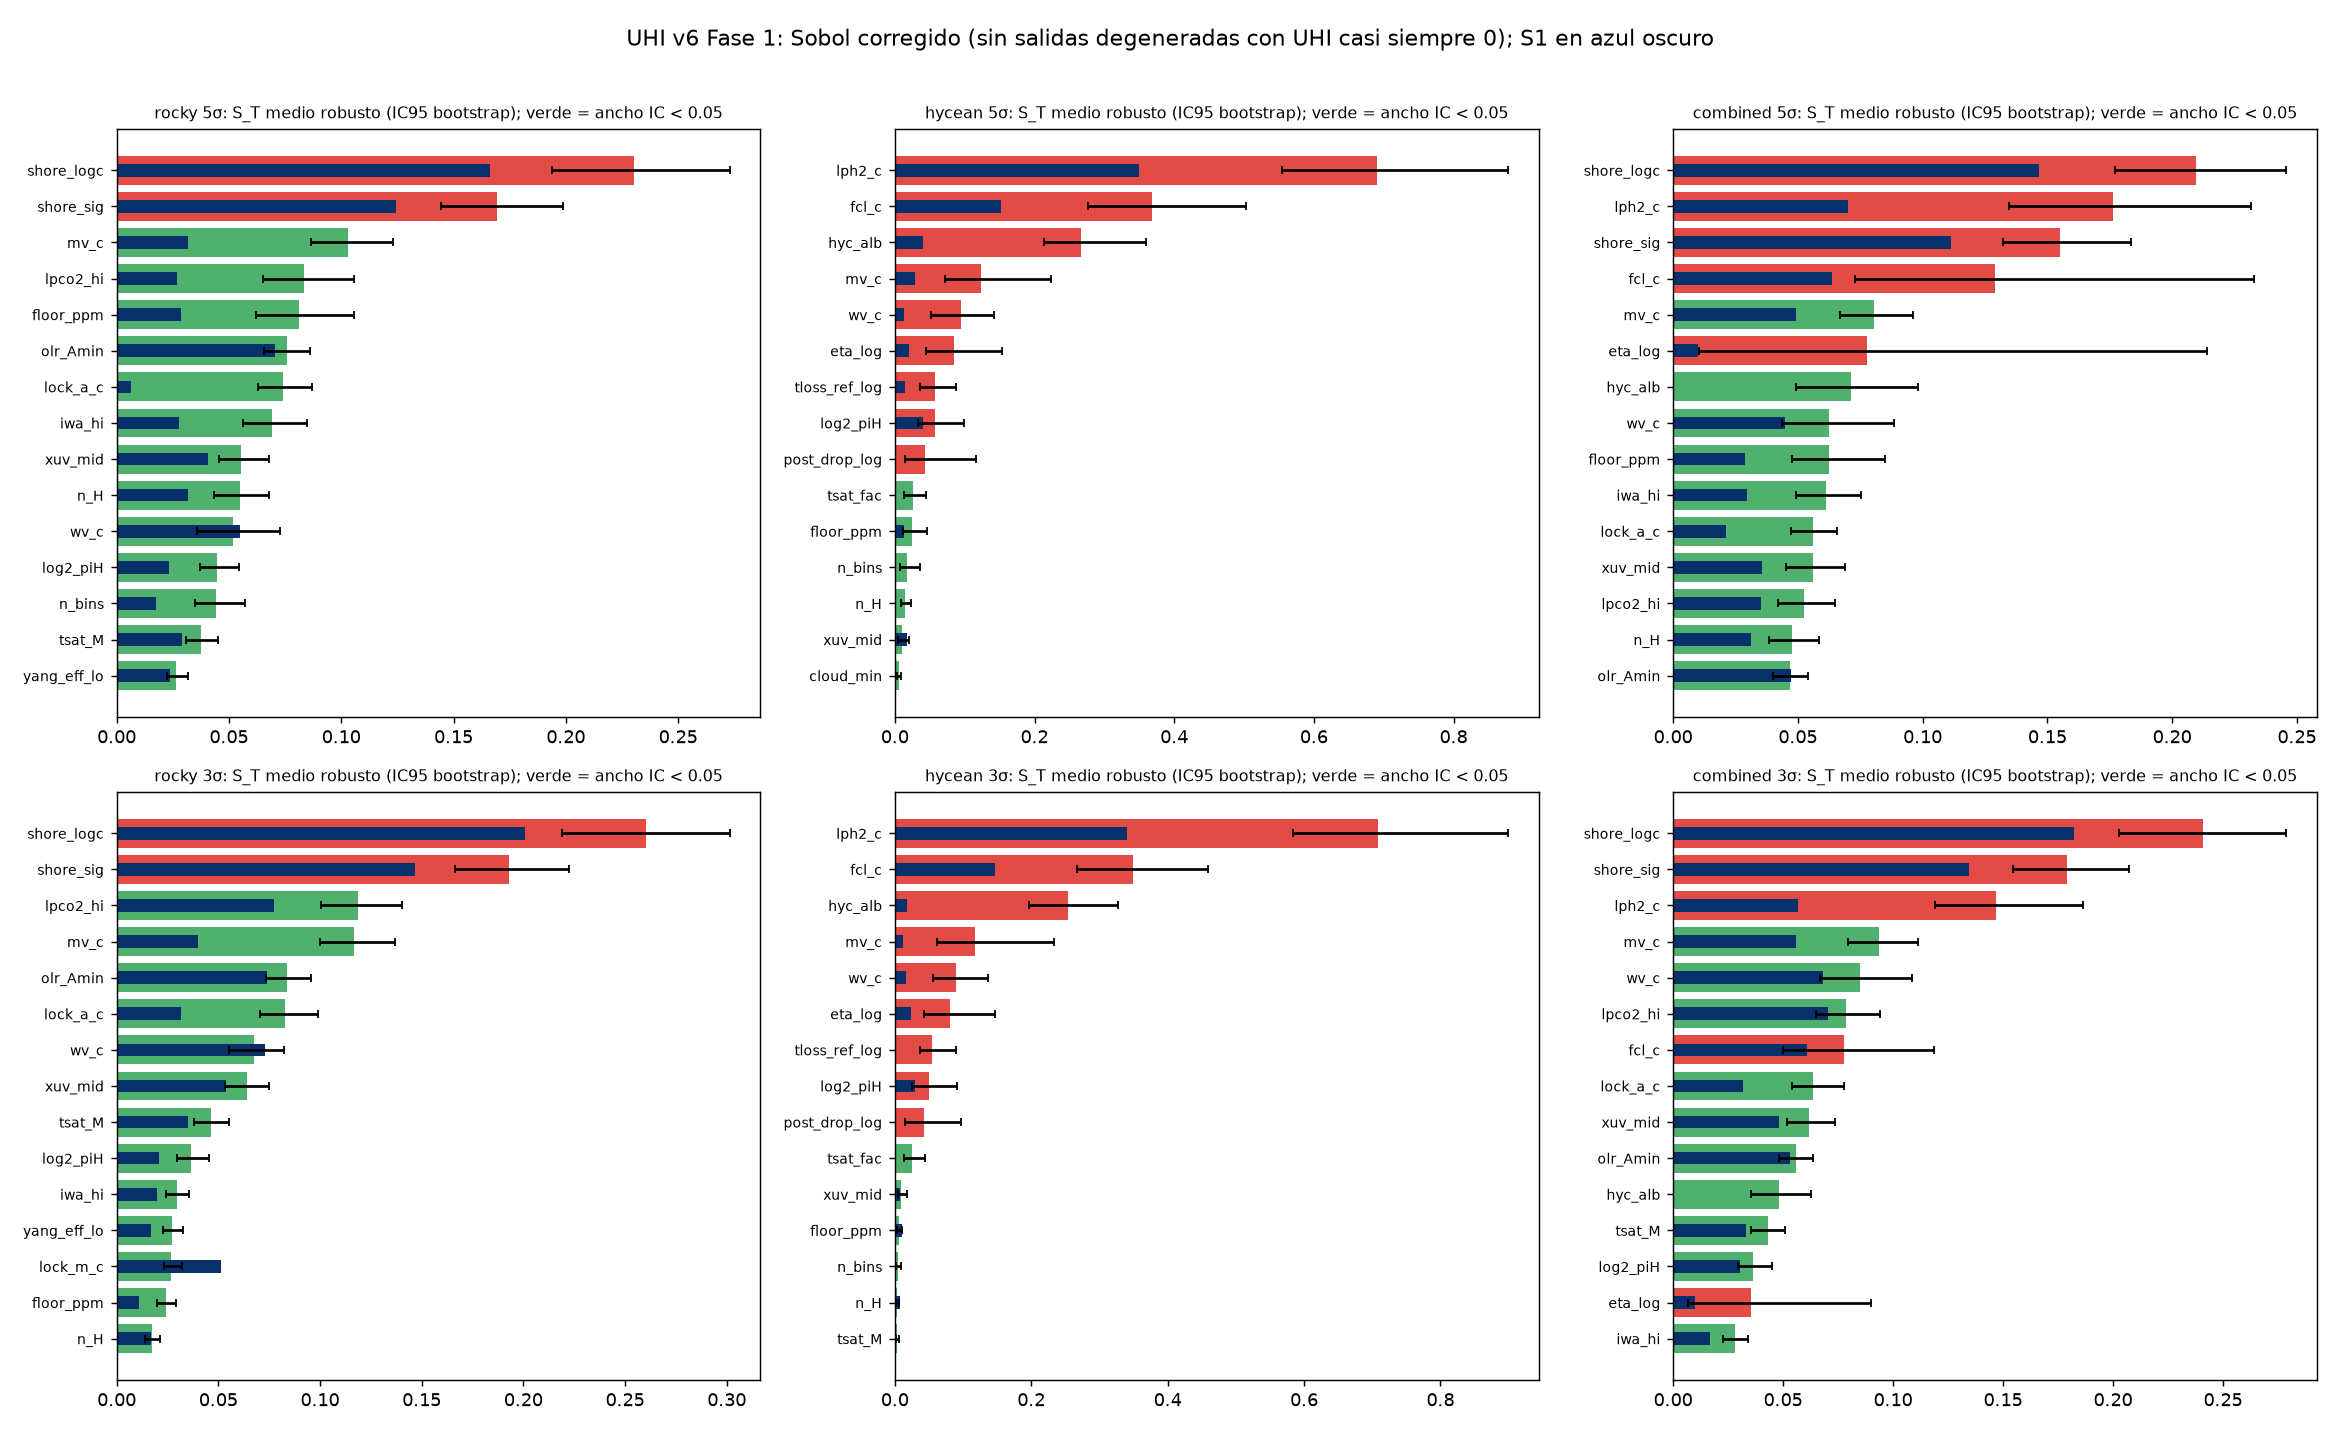 UHI v6 Fase 1: Sobol corregido (sin salidas degeneradas con UHI casi siempre 0); S1 en azul oscuro
rocky 5σ: S_T medio robusto (IC95 bootstrap); verde = ancho IC < 0.05
shore_logc
shore_sig
mv_c
lpco2_hi
floor_ppm
olr_Amin
lock_a_c
iwa_hi
xuv_mid
n_H
wv_c
log2_piH
n_bins
tsat_M
yang_eff_lo
0.00 0.05 0.10 0.15 0.20 0.25
hycean 5σ: S_T medio robusto (IC95 bootstrap); verde = ancho IC < 0.05
lph2_c
fcl_c
hyc_alb
mv_c
wv_c
eta_log
tloss_ref_log
log2_piH
post_drop_log
tsat_fac
floor_ppm
n_bins
n_H
xuv_mid
cloud_min
0.0 0.2 0.4 0.6 0.8
combined 5σ: S_T medio robusto (IC95 bootstrap); verde = ancho IC < 0.05
shore_logc
lph2_c
shore_sig
fcl_c
mv_c
eta_log
hyc_alb
wv_c
floor_ppm
iwa_hi
lock_a_c
xuv_mid
lpco2_hi
n_H
olr_Amin
0.00 0.05 0.10 0.15 0.20 0.25
rocky 3σ: S_T medio robusto (IC95 bootstrap); verde = ancho IC < 0.05
shore_logc
shore_sig
lpco2_hi
mv_c
olr_Amin
lock_a_c
wv_c
xuv_mid
tsat_M
log2_piH
iwa_hi
yang_eff_lo
lock_m_c
floor_ppm
n_H
0.00 0.05 0.10 0.15 0.20 0.25 0.30
hycean 3σ: S_T medio robusto (IC95 bootstrap); verde = ancho IC < 0.05
lph2_c
fcl_c
hyc_alb
mv_c
wv_c
eta_log
tloss_ref_log
log2_piH
post_drop_log
tsat_fac
xuv_mid
floor_ppm
n_bins
n_H
tsat_M
0.0 0.2 0.4 0.6 0.8
combined 3σ: S_T medio robusto (IC95 bootstrap); verde = ancho IC < 0.05
shore_logc
shore_sig
lph2_c
mv_c
wv_c
lpco2_hi
fcl_c
lock_a_c
xuv_mid
olr_Amin
hyc_alb
tsat_M
log2_piH
eta_log
iwa_hi
0.00 0.05 0.10 0.15 0.20 0.25